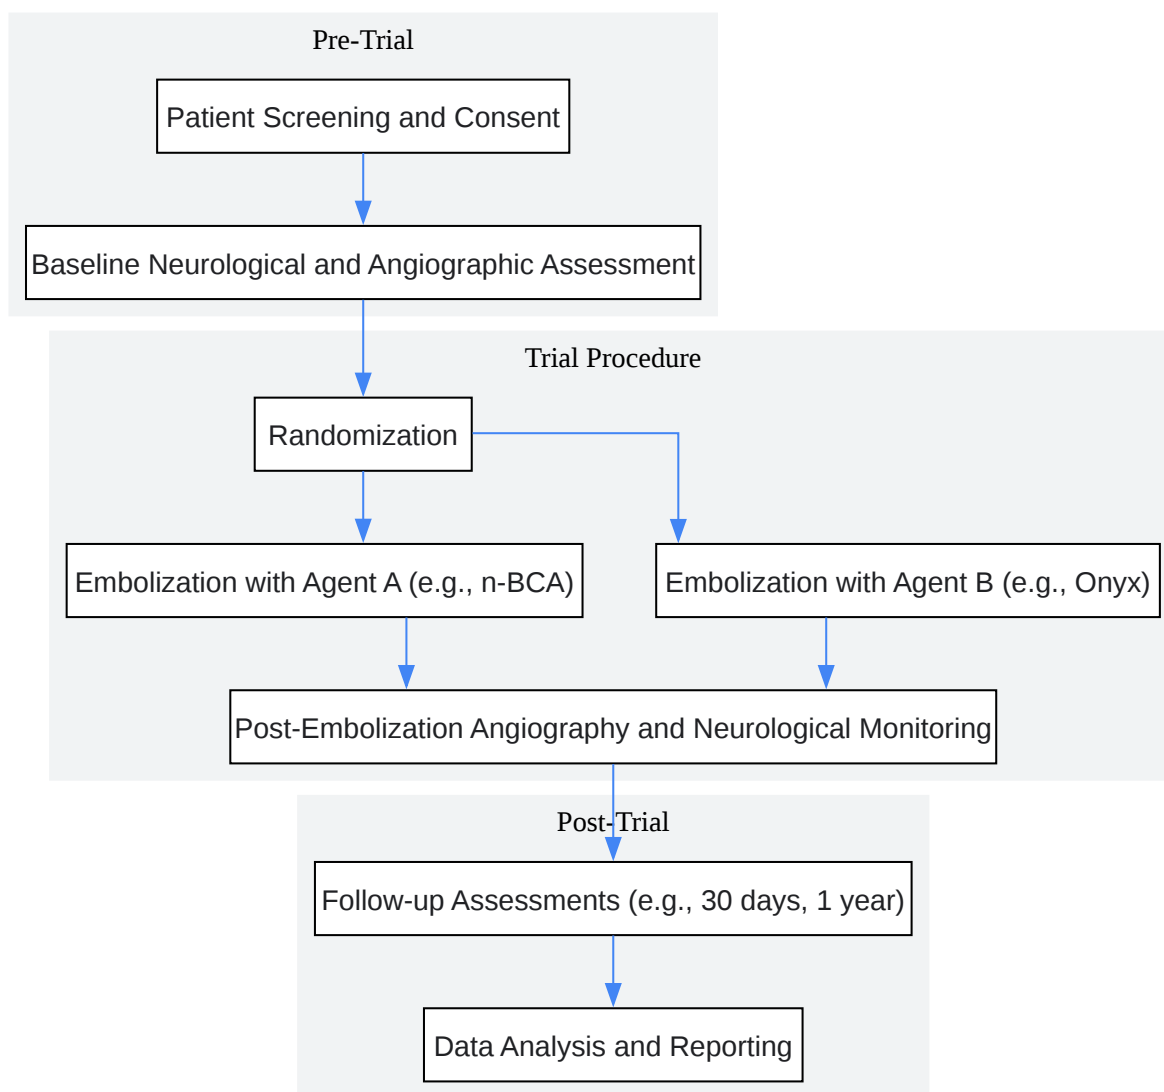 Pre-Trial
Patient Screening and Consent
Baseline Neurological and Angiographic Assessment
Trial Procedure
Randomization
Embolization with Agent A (e.g., n-BCA)
Embolization with Agent B (e.g., Onyx)
Post-Embolization Angiography and Neurological Monitoring
Post-Trial
Follow-up Assessments (e.g., 30 days, 1 year)
Data Analysis and Reporting